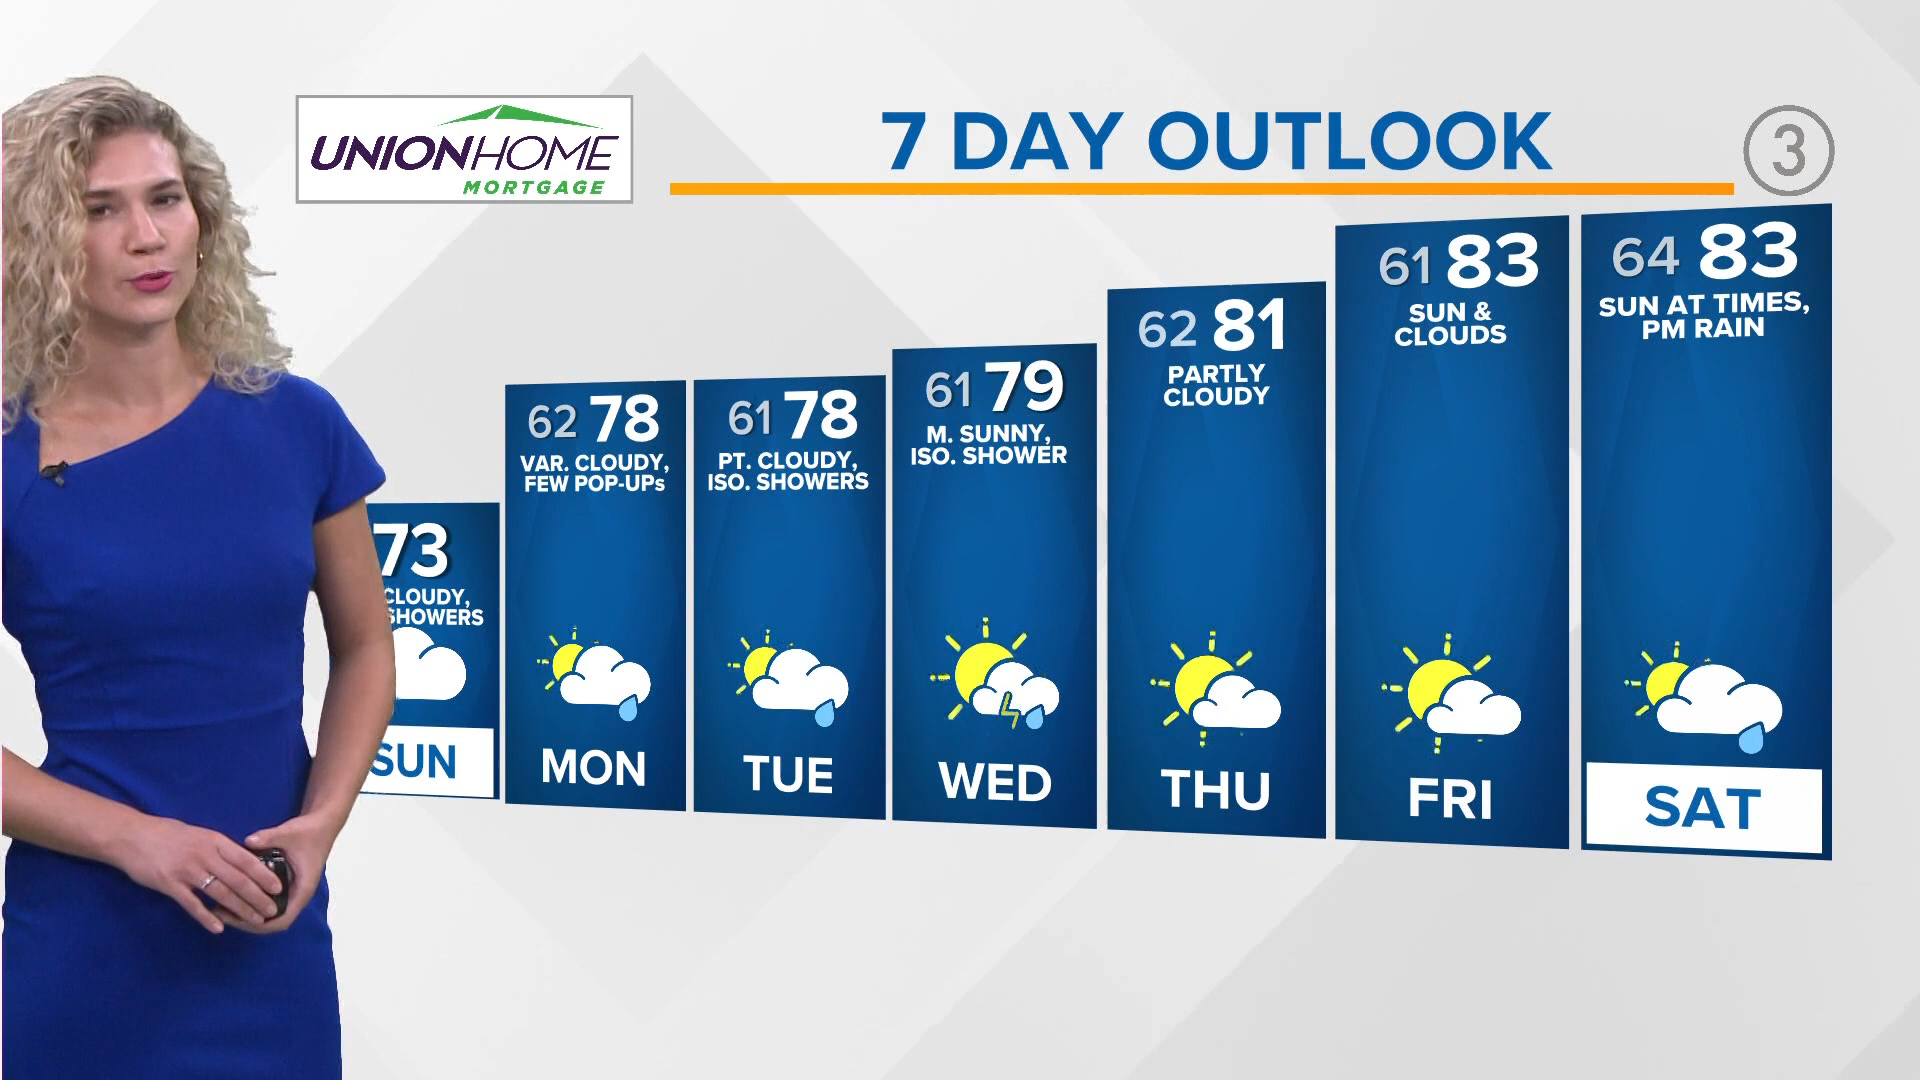 UNIONHOME
MORTGAGE
7 DAY OUTLOOK
3
73
CLOUDY,
SHOWERS
SUN
62 78
VAR. CLOUDY,
FEW POP-UPs
MON
61 78
PT. CLOUDY,
ISO. SHOWERS
TUE
61 79
M. SUNNY,
ISO. SHOWER
WED
62 81
PARTLY
CLOUDY
THU
61 83
SUN &
CLOUDS
FRI
64 83
SUN AT TIMES,
PM RAIN
SAT